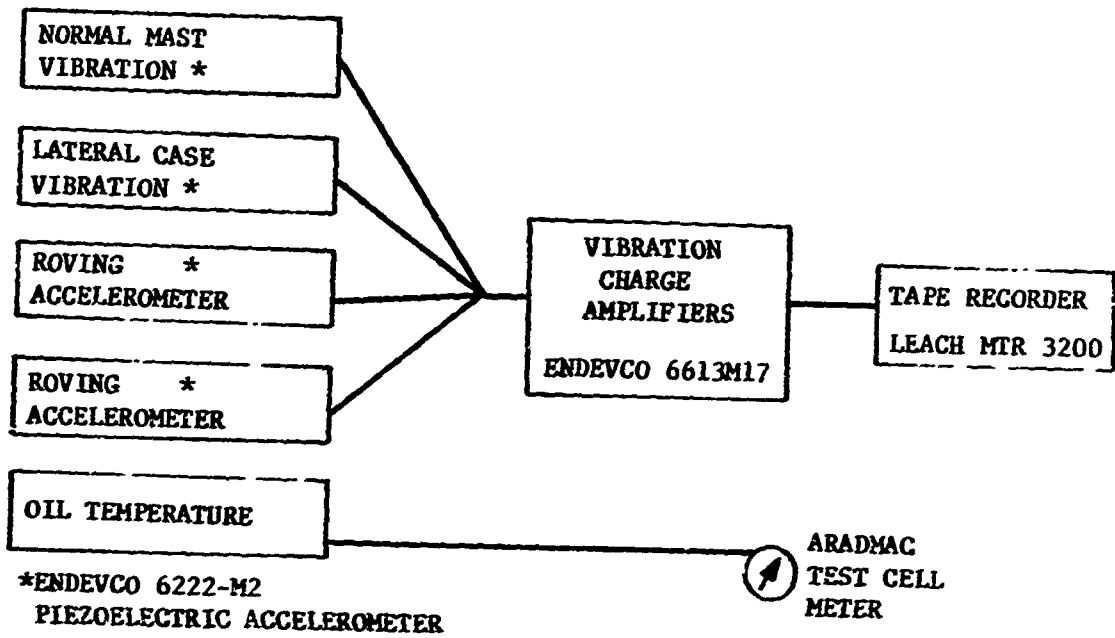 NORMAL MAST
VIBRATION *
LATERAL CASE
VIBRATION *
ROVING *
ACCELEROMETER
ROVING *
ACCELEROMETER
OIL TEMPERATURE
*ENDEVCO 6222-M2
PIEZOELECTRIC ACCELEROMETER
VIBRATION
CHARGE
AMPLIFIERS
ENDEVCO 6613M17
TAPE RECORDER
LEACH MTR 3200
ARADMAC
TEST CELL
METER